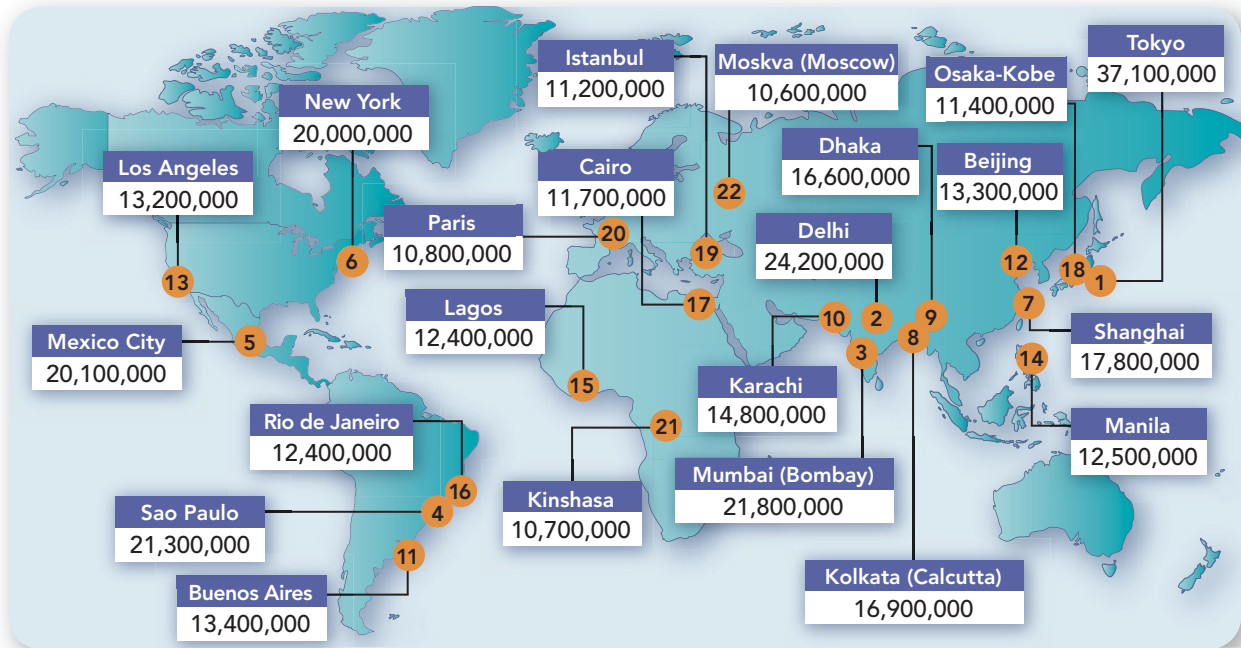 Istanbul
11,200,000
Moskva (Moscow)
10,600,000
Tokyo
37,100,000
Osaka-Kobe
11,400,000
New York
20,000,000
Los Angeles
13,200,000
Cairo
11,700,000
Dhaka
16,600,000
Beijing
13,300,000
Paris
10,800,000
Delhi
24,200,000
22
20
19
6
13
12
18
1
17
10
2
9
7
8
3
14
5
15
21
16
4
11
Lagos
12,400,000
Mexico City
20,100,000
Shanghai
17,800,000
Karachi
14,800,000
Rio de Janeiro
12,400,000
Manila
12,500,000
Mumbai (Bombay)
21,800,000
Kinshasa
10,700,000
Sao Paulo
21,300,000
Kolkata (Calcutta)
16,900,000
Buenos Aires
13,400,000